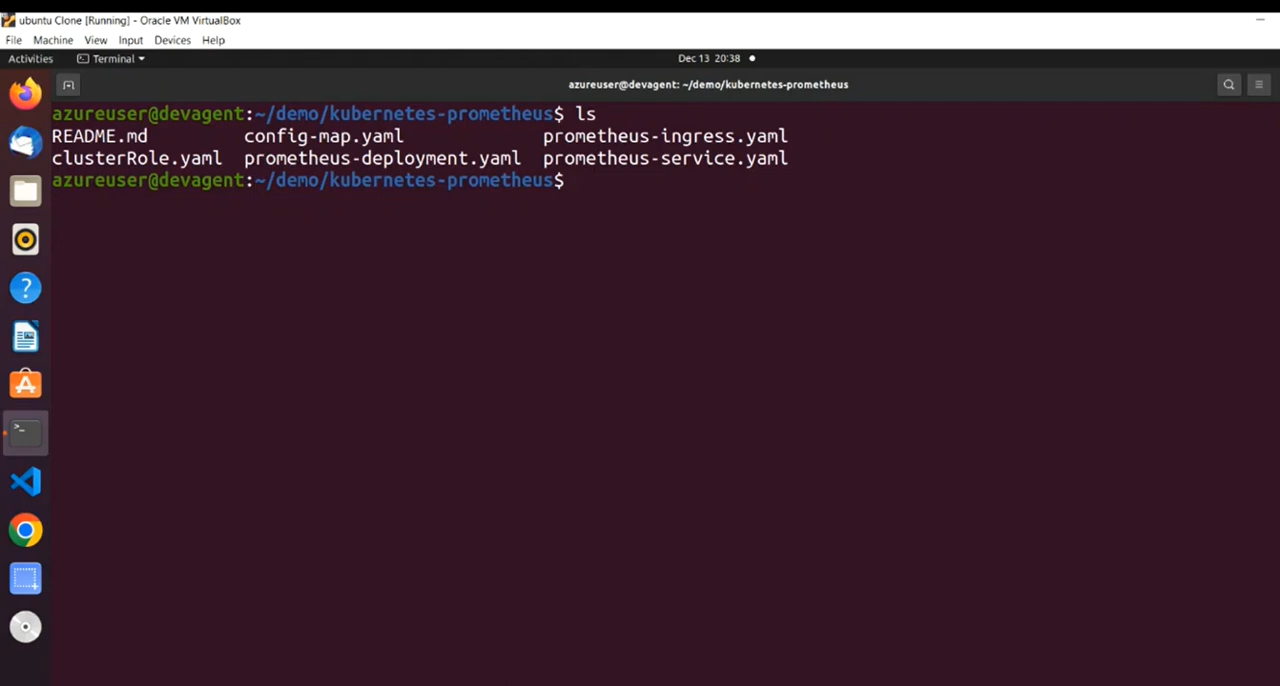 ubuntu Clone [Running] - Oracle VM VirtualBox
File Machine View Input Devices Help
Activities Terminal Dec 13 20:38
azureuser@devagent: ~/demo/kubernetes-prometheus
azureuser@devagent:~/demo/kubernetes-prometheus$ ls
README.md config-map.yaml prometheus-ingress.yaml
clusterRole.yaml prometheus-deployment.yaml prometheus-service.yaml
azureuser@devagent:~/demo/kubernetes-prometheus$